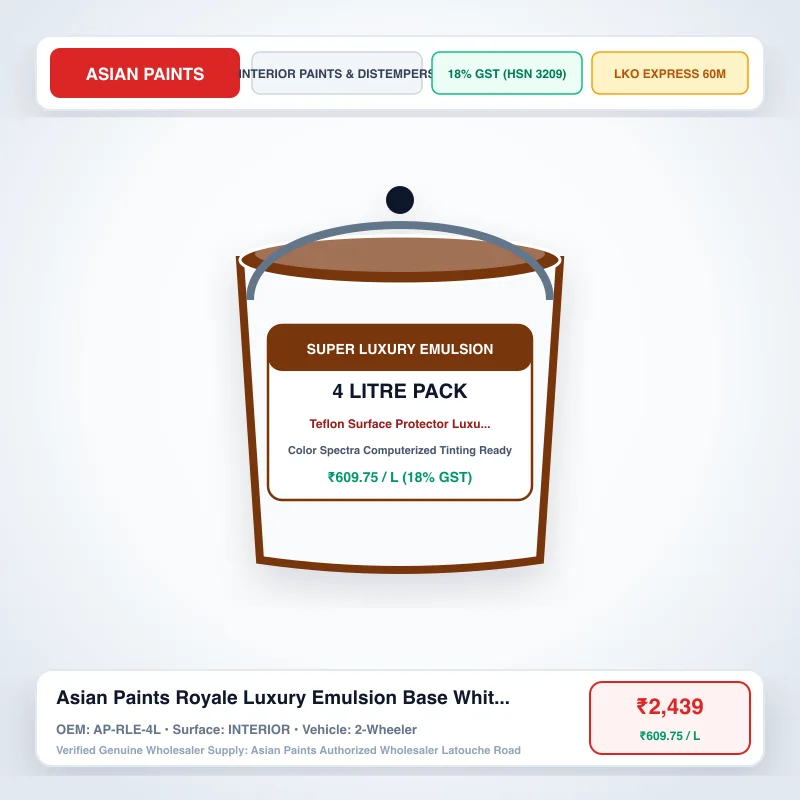 ASIAN PAINTS
INTERIOR PAINTS & DISTEMPERS
18% GST (HSN 3209)
LKO EXPRESS 60M
SUPER LUXURY EMULSION
4 LITRE PACK
Teflon Surface Protector Luxu...
Color Spectra Computerized Tinting Ready
₹609.75 / L (18% GST)
Asian Paints Royale Luxury Emulsion Base Whit...
OEM: AP-RLE-4L • Surface: INTERIOR • Vehicle: 2-Wheeler
Verified Genuine Wholesaler Supply: Asian Paints Authorized Wholesaler Latouche Road
₹2,439
₹609.75 / L